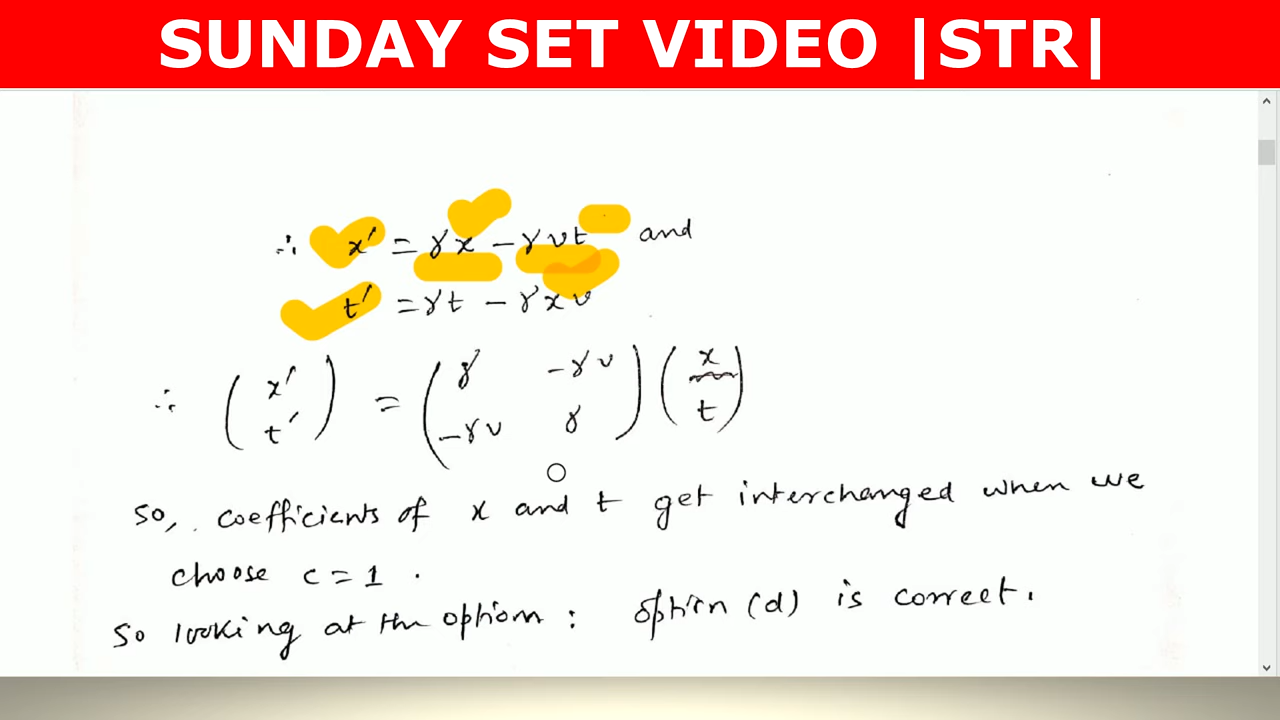 SUNDAY SET VIDEO |STR|
∴ x' = γx − γvt and
t' = γt − γxv
∴ (x' t') = (γ −γv −γv γ) (x t)
So, coefficients of x and t get interchanged when we
choose c = 1 .
So looking at the option : option (d) is correct.